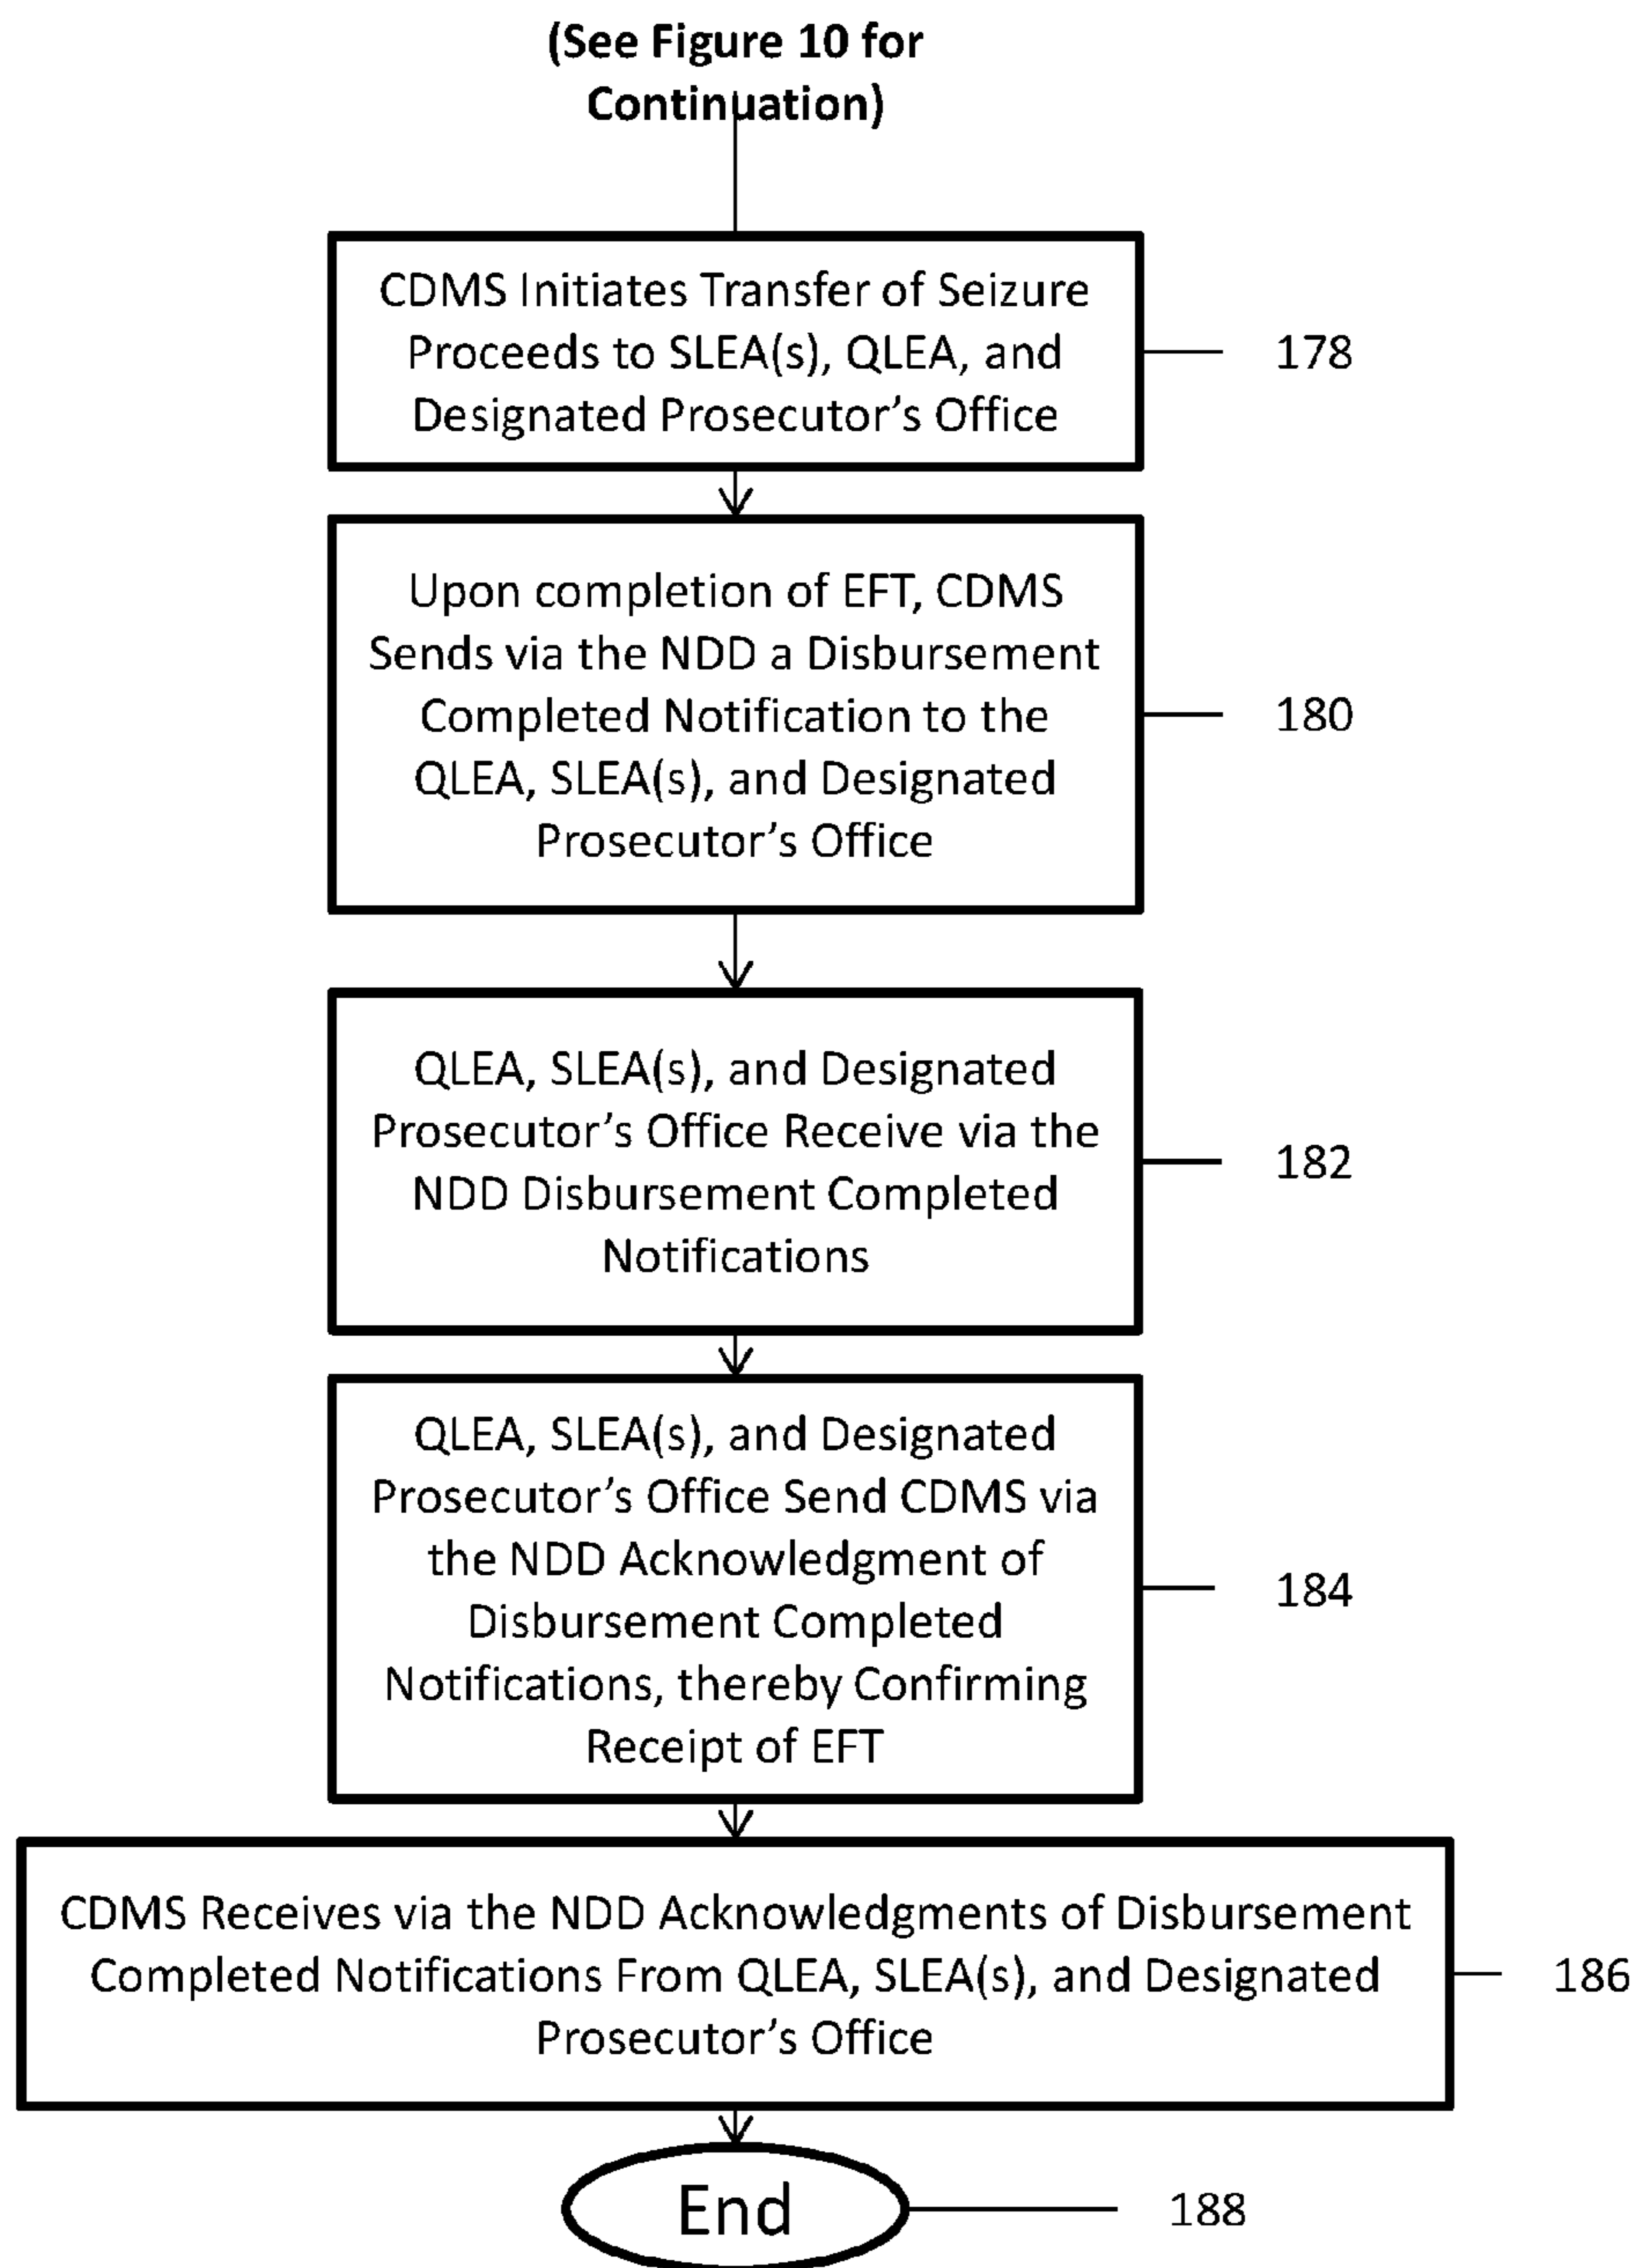 (See Figure 10 for
Continuation)
CDMS Initiates Transfer of Seizure
Proceeds to SLEA(s), QLEA, and
Designated Prosecutor’s Office
178
Upon completion of EFT, CDMS
Sends via the NDD a Disbursement
Completed Notification to the
QLEA, SLEA(s), and Designated
Prosecutor’s Office
180
QLEA, SLEA(s), and Designated
Prosecutor’s Office Receive via the
NDD Disbursement Completed
Notifications
182
QLEA, SLEA(s), and Designated
Prosecutor’s Office Send CDMS via
the NDD Acknowledgment of
Disbursement Completed
Notifications, thereby Confirming
Receipt of EFT
184
CDMS Receives via the NDD Acknowledgments of Disbursement
Completed Notifications From QLEA, SLEA(s), and Designated
Prosecutor’s Office
186
End
188